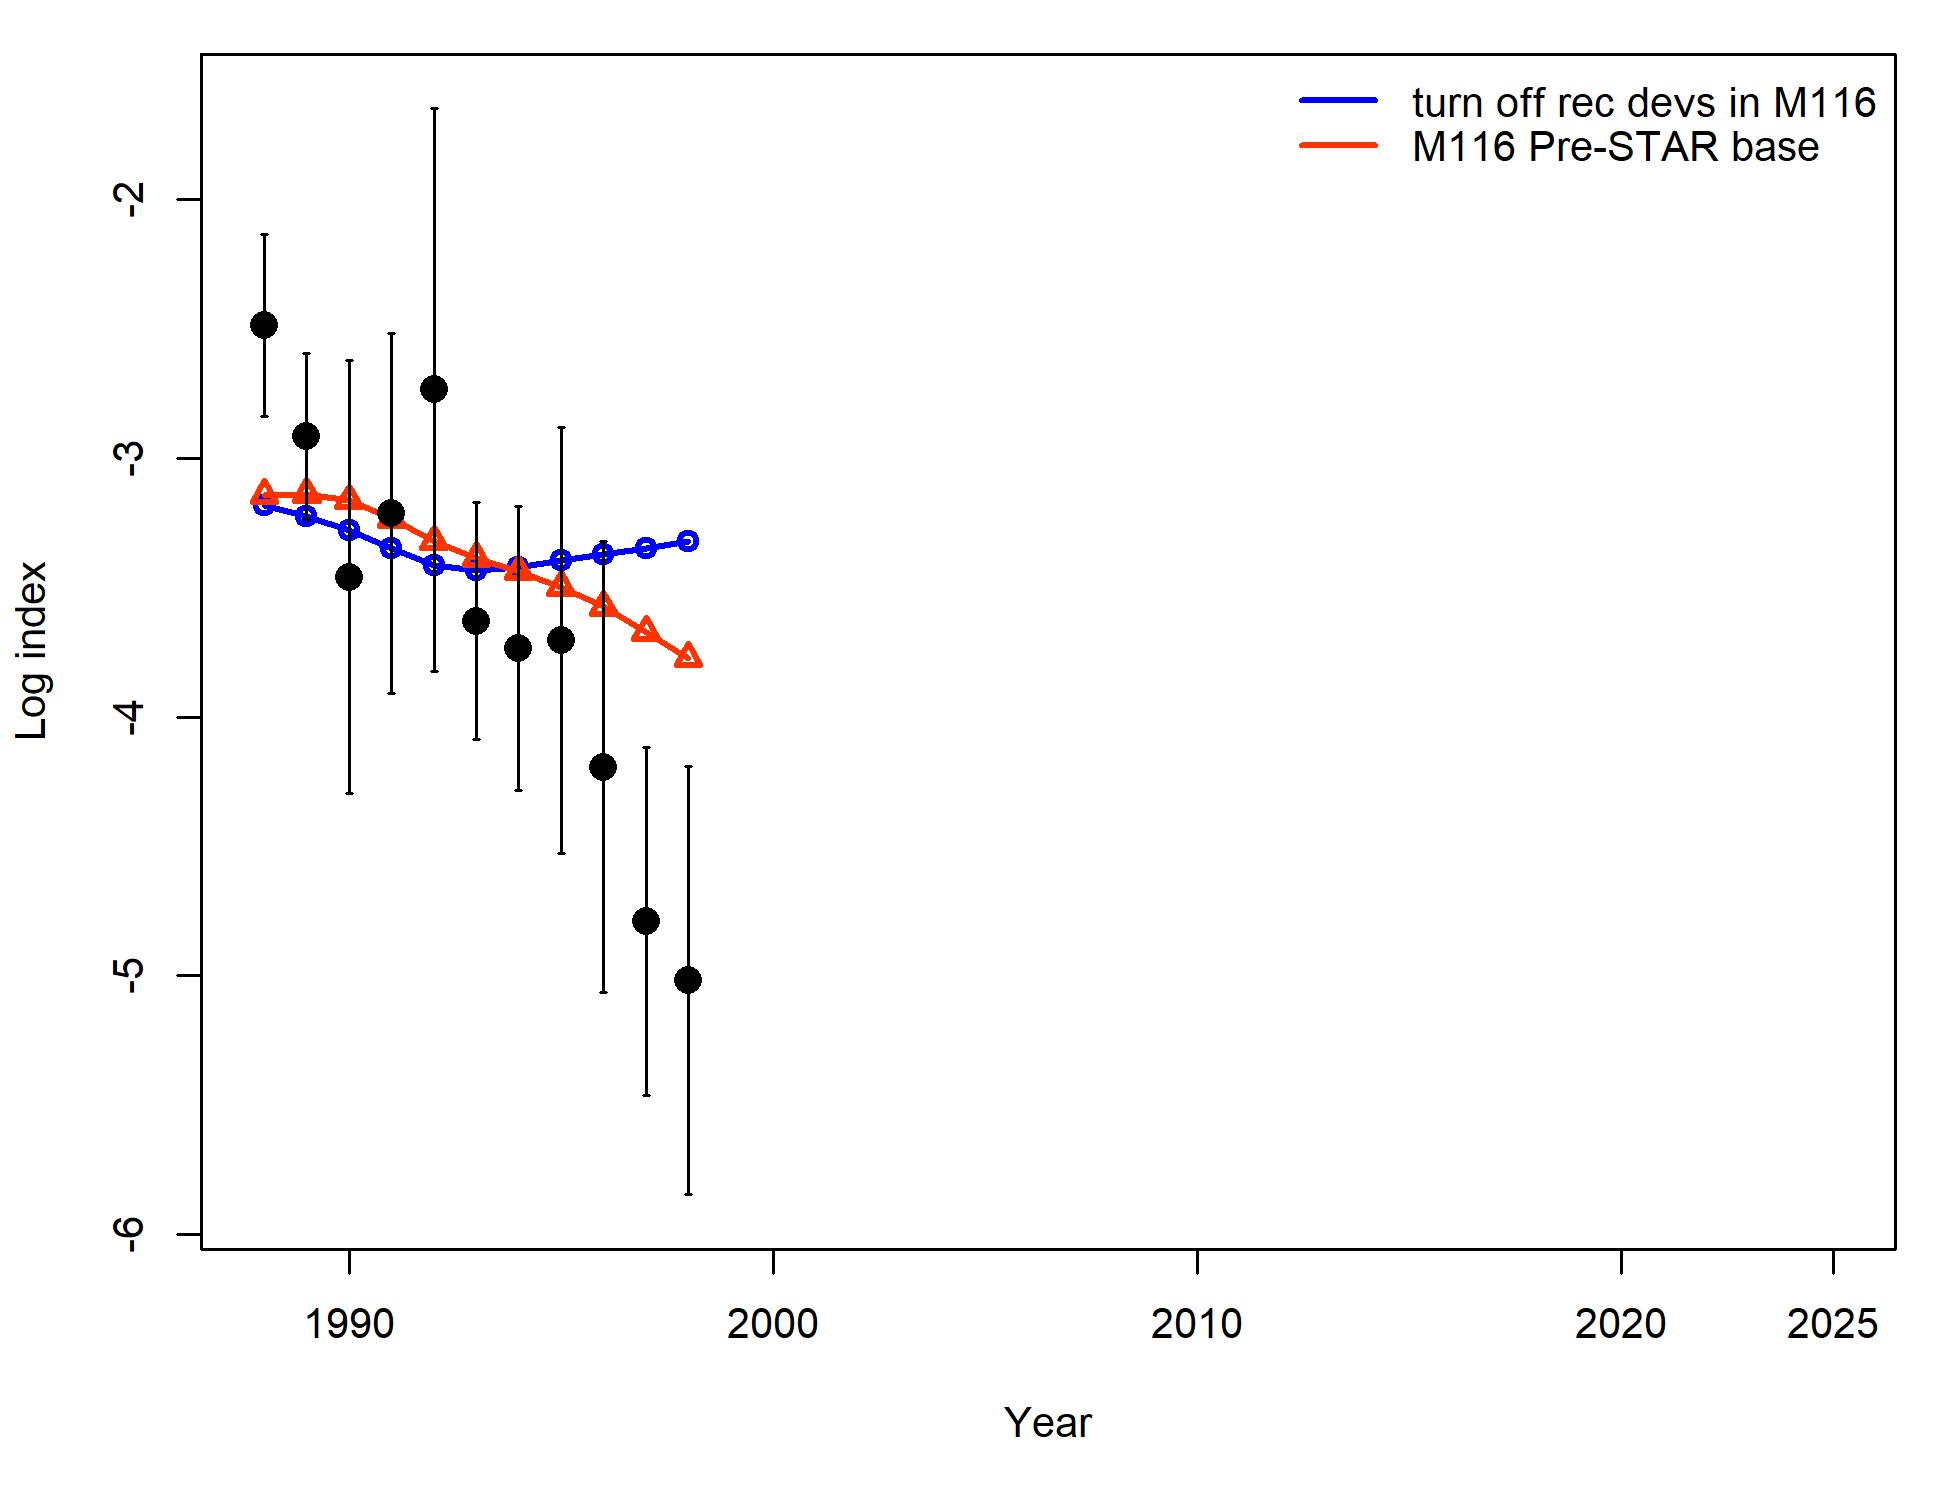 turn off rec devs in M116
M116 Pre-STAR base
-2
-3
-4
-5
-6
Log index
1990 2000 2010 2020 2025
Year